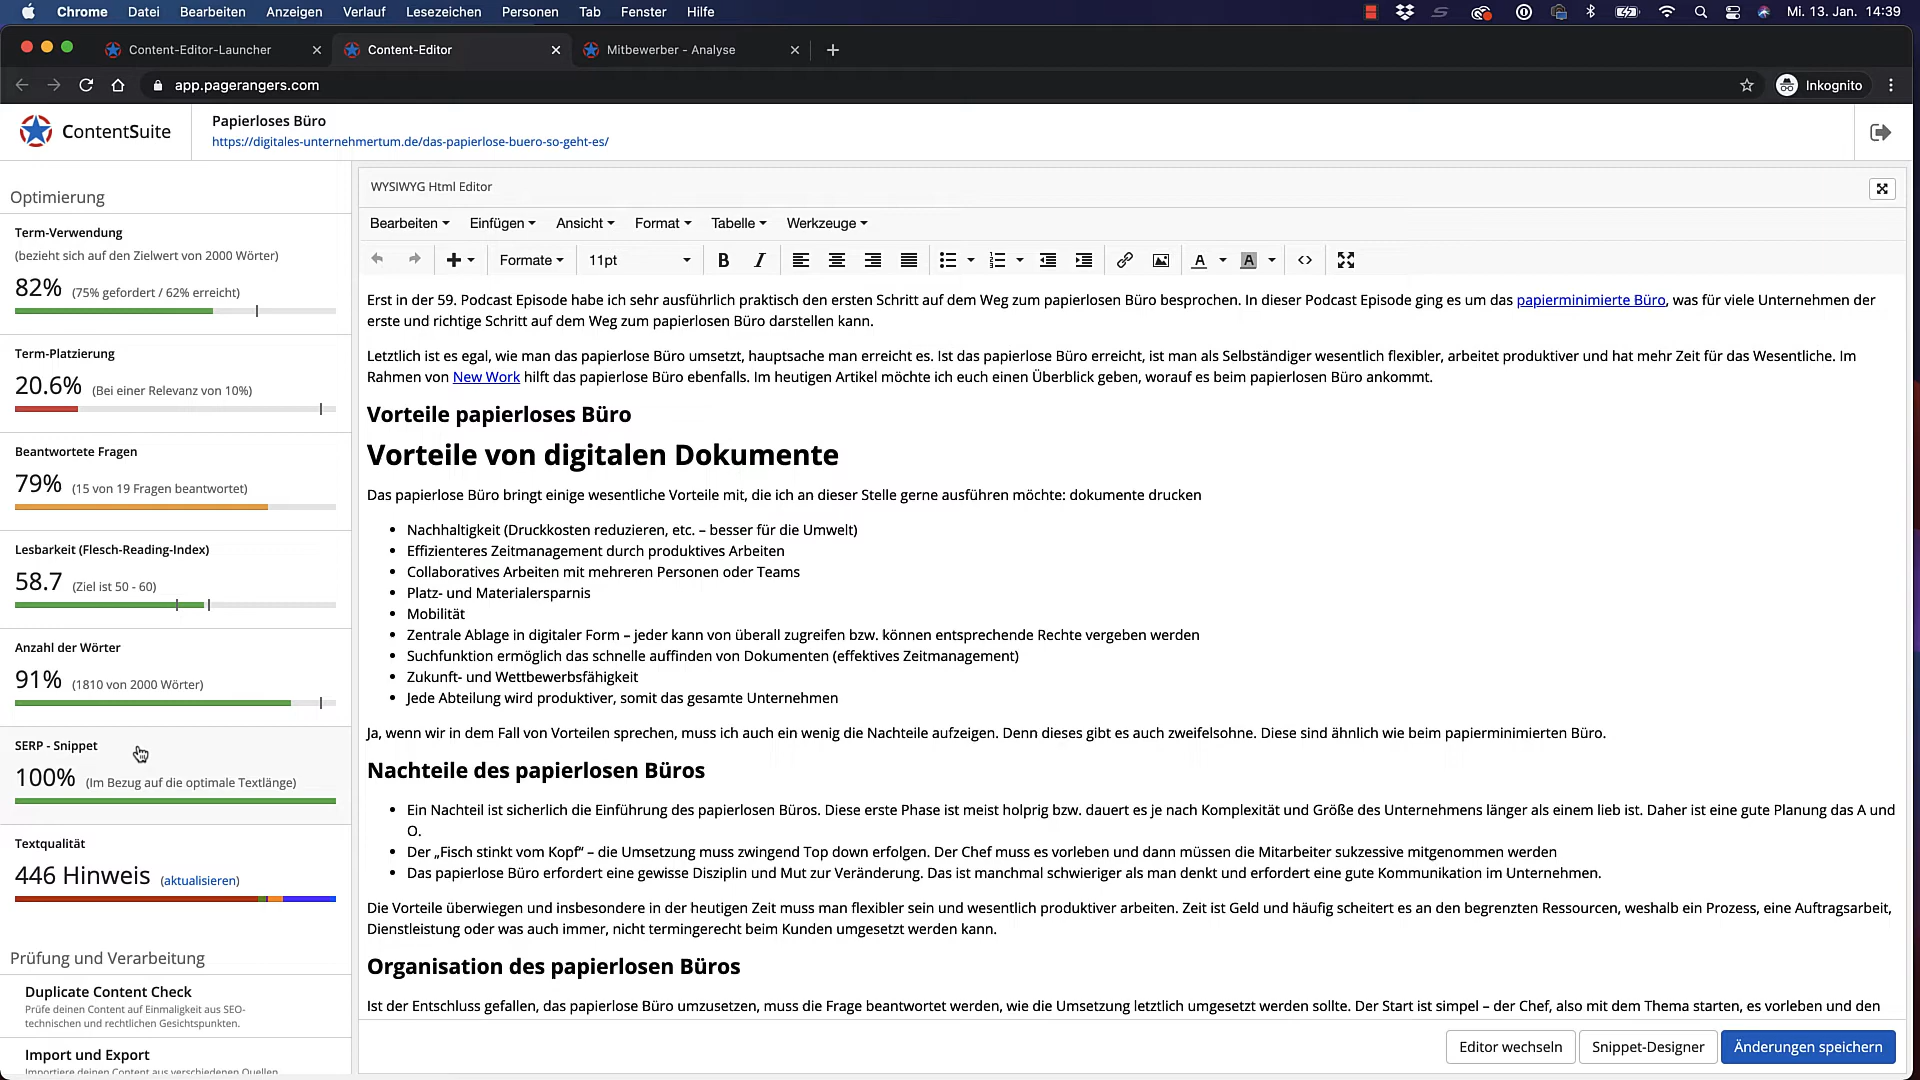 Chrome Datei Bearbeiten Anzeigen Verlauf Lesezeichen Personen Tab Fenster Hilfe Mi. 13. Jan. 14:39
Content-Editor-Launcher Content-Editor Mitbewerber - Analyse
app.pagerangers.com Inkognito
ContentSuite
Papierloses Büro
https://digitales-unternehmertum.de/das-papierlose-buero-so-geht-es/
Optimierung
Term-Verwendung
(bezieht sich auf den Zielwert von 2000 Wörter)
82% (75% gefordert / 62% erreicht)
Term-Platzierung
20.6% (Bei einer Relevanz von 10%)
Beantwortete Fragen
79% (15 von 19 Fragen beantwortet)
Lesbarkeit (Flesch-Reading-Index)
58.7 (Ziel ist 50 - 60)
Anzahl der Wörter
91% (1810 von 2000 Wörter)
SERP - Snippet
100% (Im Bezug auf die optimale Textlänge)
Textqualität
446 Hinweis (aktualisieren)
Prüfung und Verarbeitung
Duplicate Content Check
Prüfe deinen Content auf Einmaligkeit aus SEO-
technischen und rechtlichen Gesichtspunkten.
Import und Export
Importiere deinen Content aus verschiedenen Quellen
WYSIWYG Html Editor
Bearbeiten Einfügen Ansicht Format Tabelle Werkzeuge
Formate 11pt B I A A
Erst in der 59. Podcast Episode habe ich sehr ausführlich praktisch den ersten Schritt auf dem Weg zum papierlosen Büro besprochen. In dieser Podcast Episode ging es um das papierminimierte Büro, was für viele Unternehmen der
erste und richtige Schritt auf dem Weg zum papierlosen Büro darstellen kann.
Letztlich ist es egal, wie man das papierlose Büro umsetzt, hauptsache man erreicht es. Ist das papierlose Büro erreicht, ist man als Selbständiger wesentlich flexibler, arbeitet produktiver und hat mehr Zeit für das Wesentliche. Im
Rahmen von New Work hilft das papierlose Büro ebenfalls. Im heutigen Artikel möchte ich euch einen Überblick geben, worauf es beim papierlosen Büro ankommt.
Vorteile papierloses Büro
Vorteile von digitalen Dokumente
Das papierlose Büro bringt einige wesentliche Vorteile mit, die ich an dieser Stelle gerne ausführen möchte: dokumente drucken
• Nachhaltigkeit (Druckkosten reduzieren, etc. – besser für die Umwelt)
• Effizienteres Zeitmanagement durch produktives Arbeiten
• Collaboratives Arbeiten mit mehreren Personen oder Teams
• Platz- und Materialersparnis
• Mobilität
• Zentrale Ablage in digitaler Form – jeder kann von überall zugreifen bzw. können entsprechende Rechte vergeben werden
• Suchfunktion ermöglich das schnelle auffinden von Dokumenten (effektives Zeitmanagement)
• Zukunft- und Wettbewerbsfähigkeit
• Jede Abteilung wird produktiver, somit das gesamte Unternehmen
Ja, wenn wir in dem Fall von Vorteilen sprechen, muss ich auch ein wenig die Nachteile aufzeigen. Denn dieses gibt es auch zweifelsohne. Diese sind ähnlich wie beim papierminimierten Büro.
Nachteile des papierlosen Büros
• Ein Nachteil ist sicherlich die Einführung des papierlosen Büros. Diese erste Phase ist meist holprig bzw. dauert es je nach Komplexität und Größe des Unternehmens länger als einem lieb ist. Daher ist eine gute Planung das A und
O.
• Der „Fisch stinkt vom Kopf“ – die Umsetzung muss zwingend Top down erfolgen. Der Chef muss es vorleben und dann müssen die Mitarbeiter sukzessive mitgenommen werden
• Das papierlose Büro erfordert eine gewisse Disziplin und Mut zur Veränderung. Das ist manchmal schwieriger als man denkt und erfordert eine gute Kommunikation im Unternehmen.
Die Vorteile überwiegen und insbesondere in der heutigen Zeit muss man flexibler sein und wesentlich produktiver arbeiten. Zeit ist Geld und häufig scheitert es an den begrenzten Ressourcen, weshalb ein Prozess, eine Auftragsarbeit,
Dienstleistung oder was auch immer, nicht termingerecht beim Kunden umgesetzt werden kann.
Organisation des papierlosen Büros
Ist der Entschluss gefallen, das papierlose Büro umzusetzen, muss die Frage beantwortet werden, wie die Umsetzung letztlich umgesetzt werden sollte. Der Start ist simpel – der Chef, also mit dem Thema starten, es vorleben und den
Editor wechseln Snippet-Designer Änderungen speichern